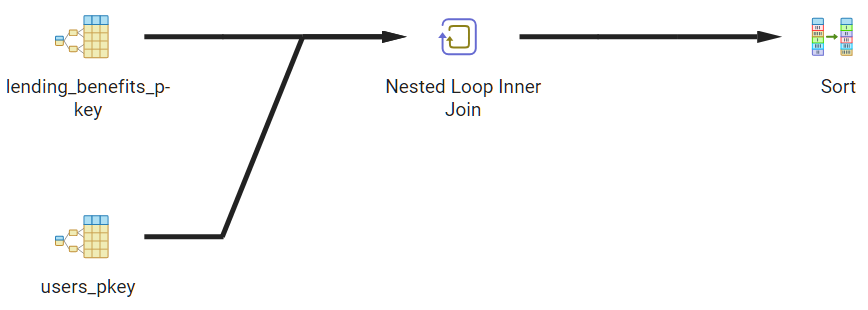 lending_benefits_p-
key
Nested Loop Inner
Join
Sort
users_pkey